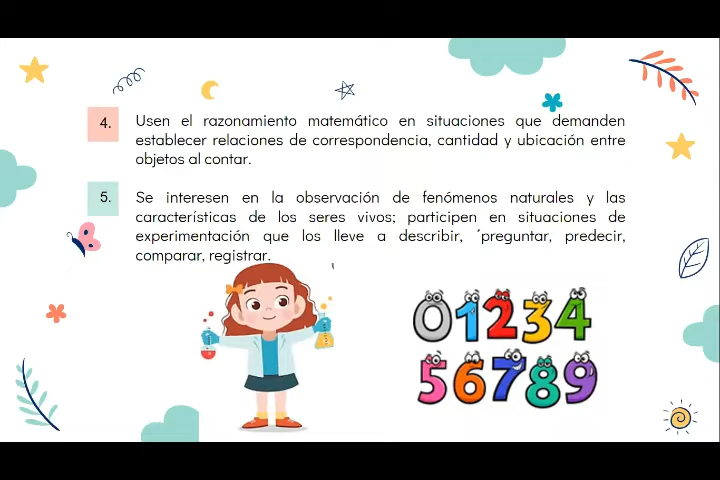 4. Usen el razonamiento matemático en situaciones que demanden
establecer relaciones de correspondencia, cantidad y ubicación entre
objetos al contar.
5. Se interesen en la observación de fenómenos naturales y las
características de los seres vivos; participen en situaciones de
experimentación que los lleve a describir, ´preguntar, predecir,
comparar, registrar.
0 1 2 3 4
5 6 7 8 9